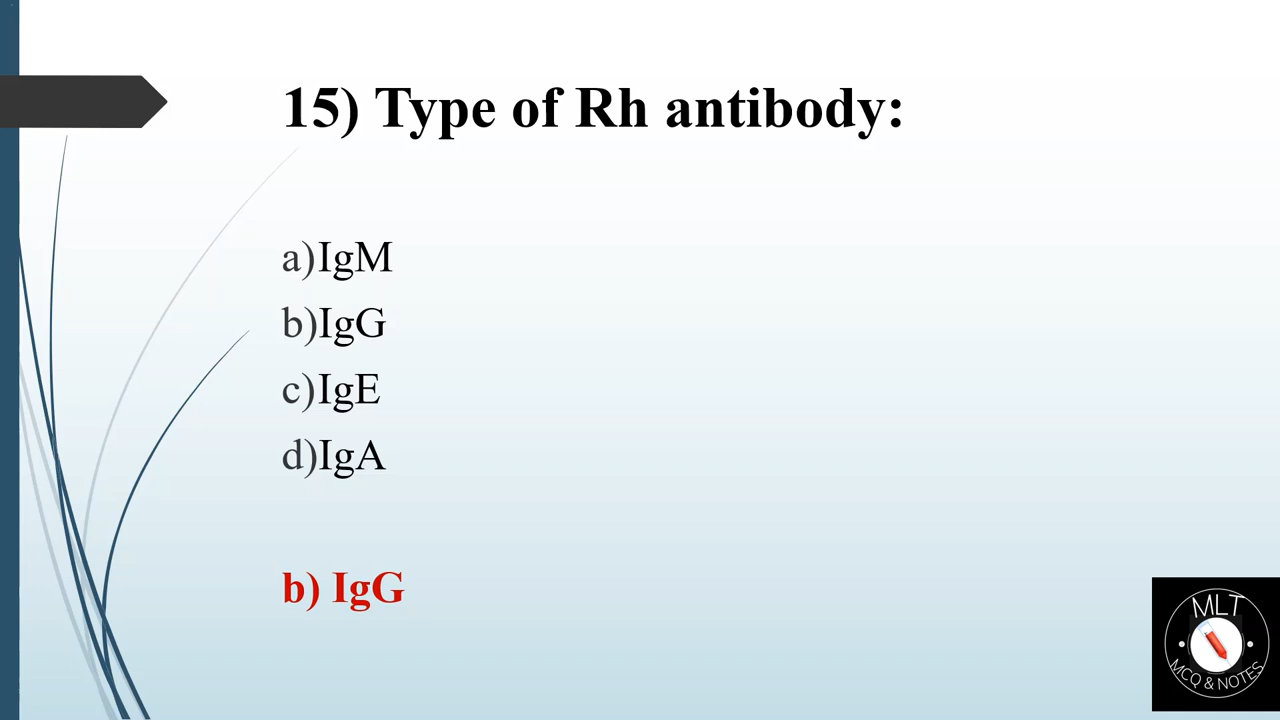 15) Type of Rh antibody:
a)IgM
b)IgG
c)IgE
d)IgA
b) IgG
MLT
MCQ & NOTES